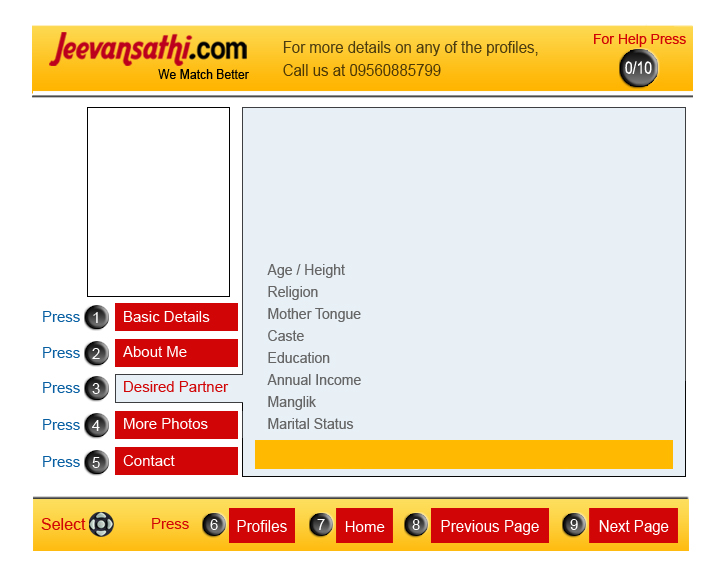 Jeevansathi.com
We Match Better
For more details on any of the profiles,
Call us at 09560885799
For Help Press
0/10
Age / Height
Religion
Mother Tongue
Caste
Education
Annual Income
Manglik
Marital Status
Press 1 Basic Details
Press 2 About Me
Press 3 Desired Partner
Press 4 More Photos
Press 5 Contact
Select Press 6 Profiles 7 Home 8 Previous Page 9 Next Page